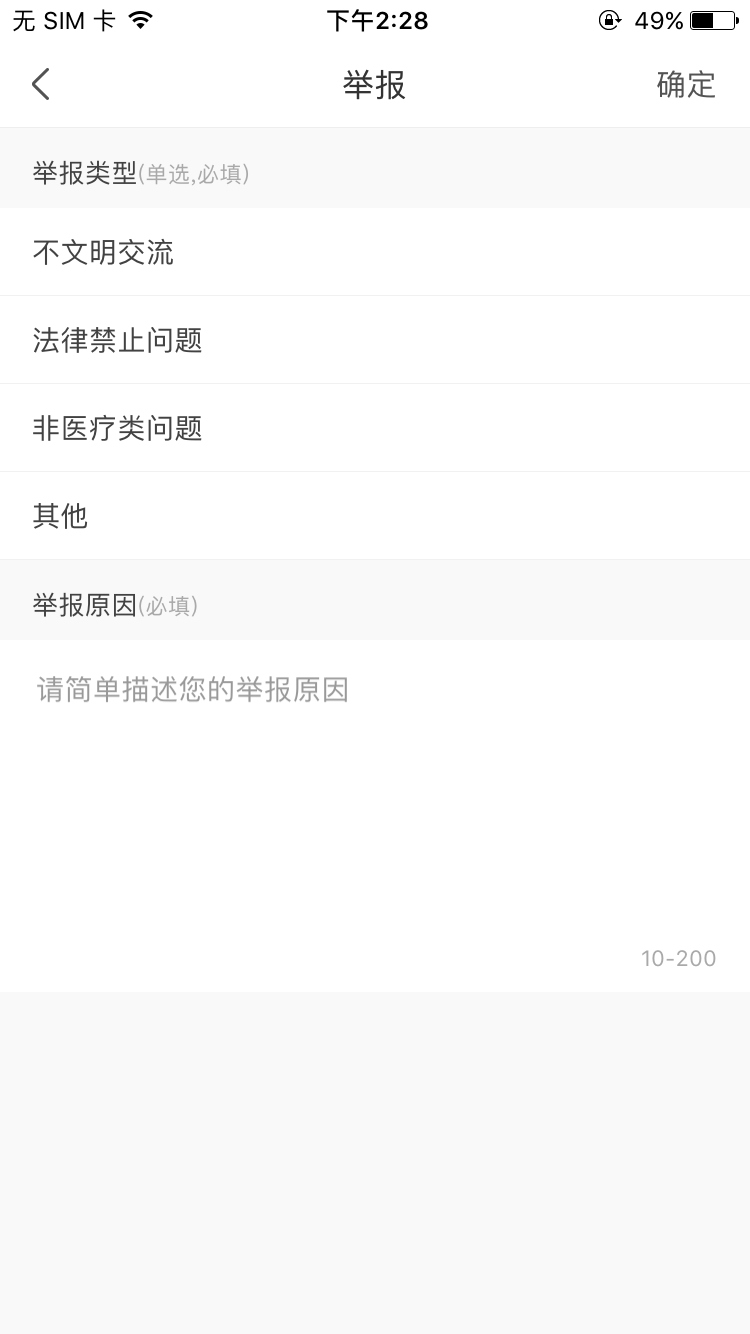 无 SIM 卡 下午2:28 49%
举报 确定
举报类型(单选,必填)
不文明交流
法律禁止问题
非医疗类问题
其他
举报原因(必填)
请简单描述您的举报原因
10-200